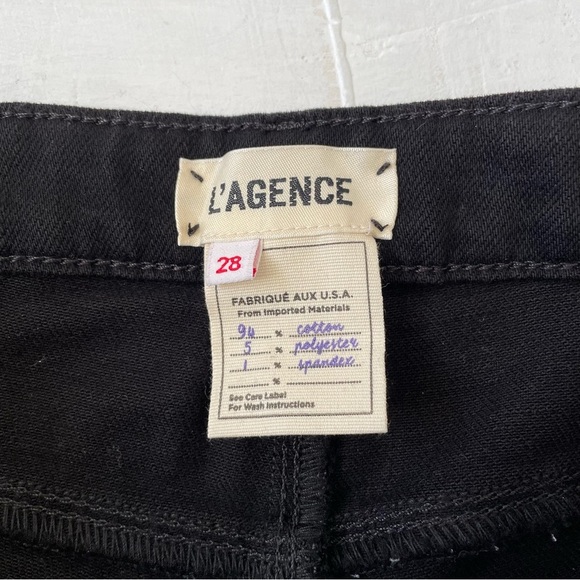 L'AGENCE
28
FABRIQUÉ AUX U.S.A.
From Imported Materials
94 % cotton
5 % polyester
1 % spandex
%
See Care Label
For Wash Instructions